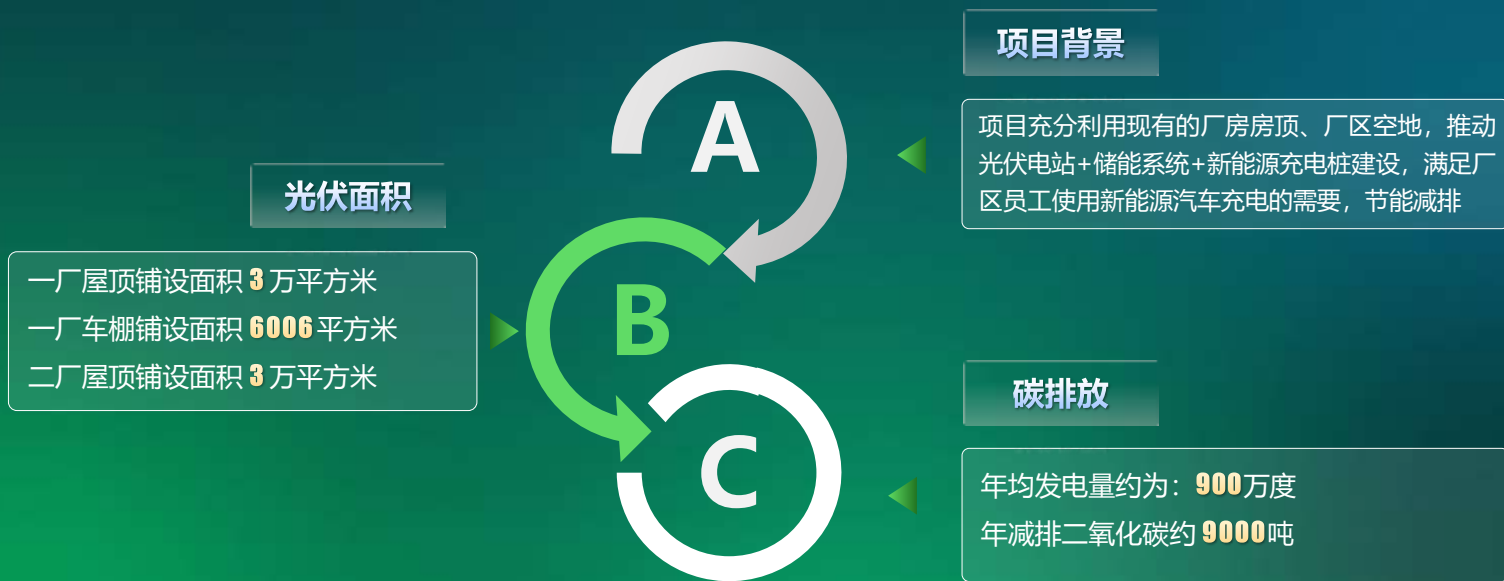 项目背景
A
项目充分利用现有的厂房房顶、厂区空地，推动
光伏电站+储能系统+新能源充电桩建设，满足厂
区员工使用新能源汽车充电的需要，节能减排
光伏面积
一厂屋顶铺设面积 3 万平方米
一厂车棚铺设面积 6006 平方米
二厂屋顶铺设面积 3 万平方米
B
碳排放
C
年均发电量约为：900万度
年减排二氧化碳约 9000吨